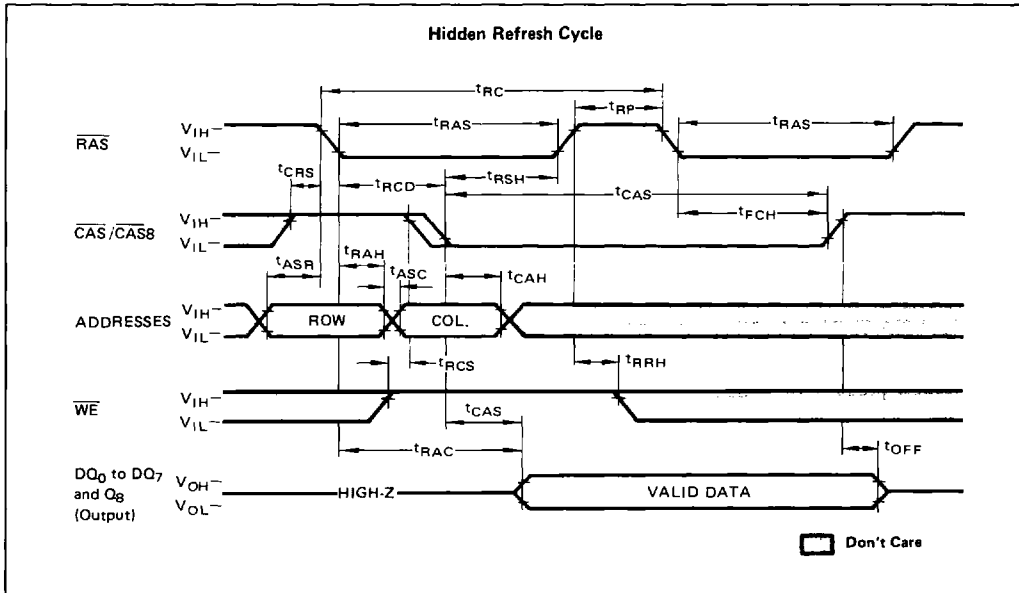 Hidden Refresh Cycle
tRC
tRP
RAS
VIH
VIL
tRAS
tRAS
tCRS
tRCD
tRSH
tCAS
CAS/CAS8
VIH
VIL
tFCH
tASR
tRAH
tASC
tCAH
ADDRESSES
VIH
VIL
ROW
COL.
tRCS
tRRH
WE
VIH
VIL
tCAS
tRAC
tOFF
DQ0 to DQ7
and Q8
(Output)
VOH
VOL
HIGH-Z
VALID DATA
Don't Care